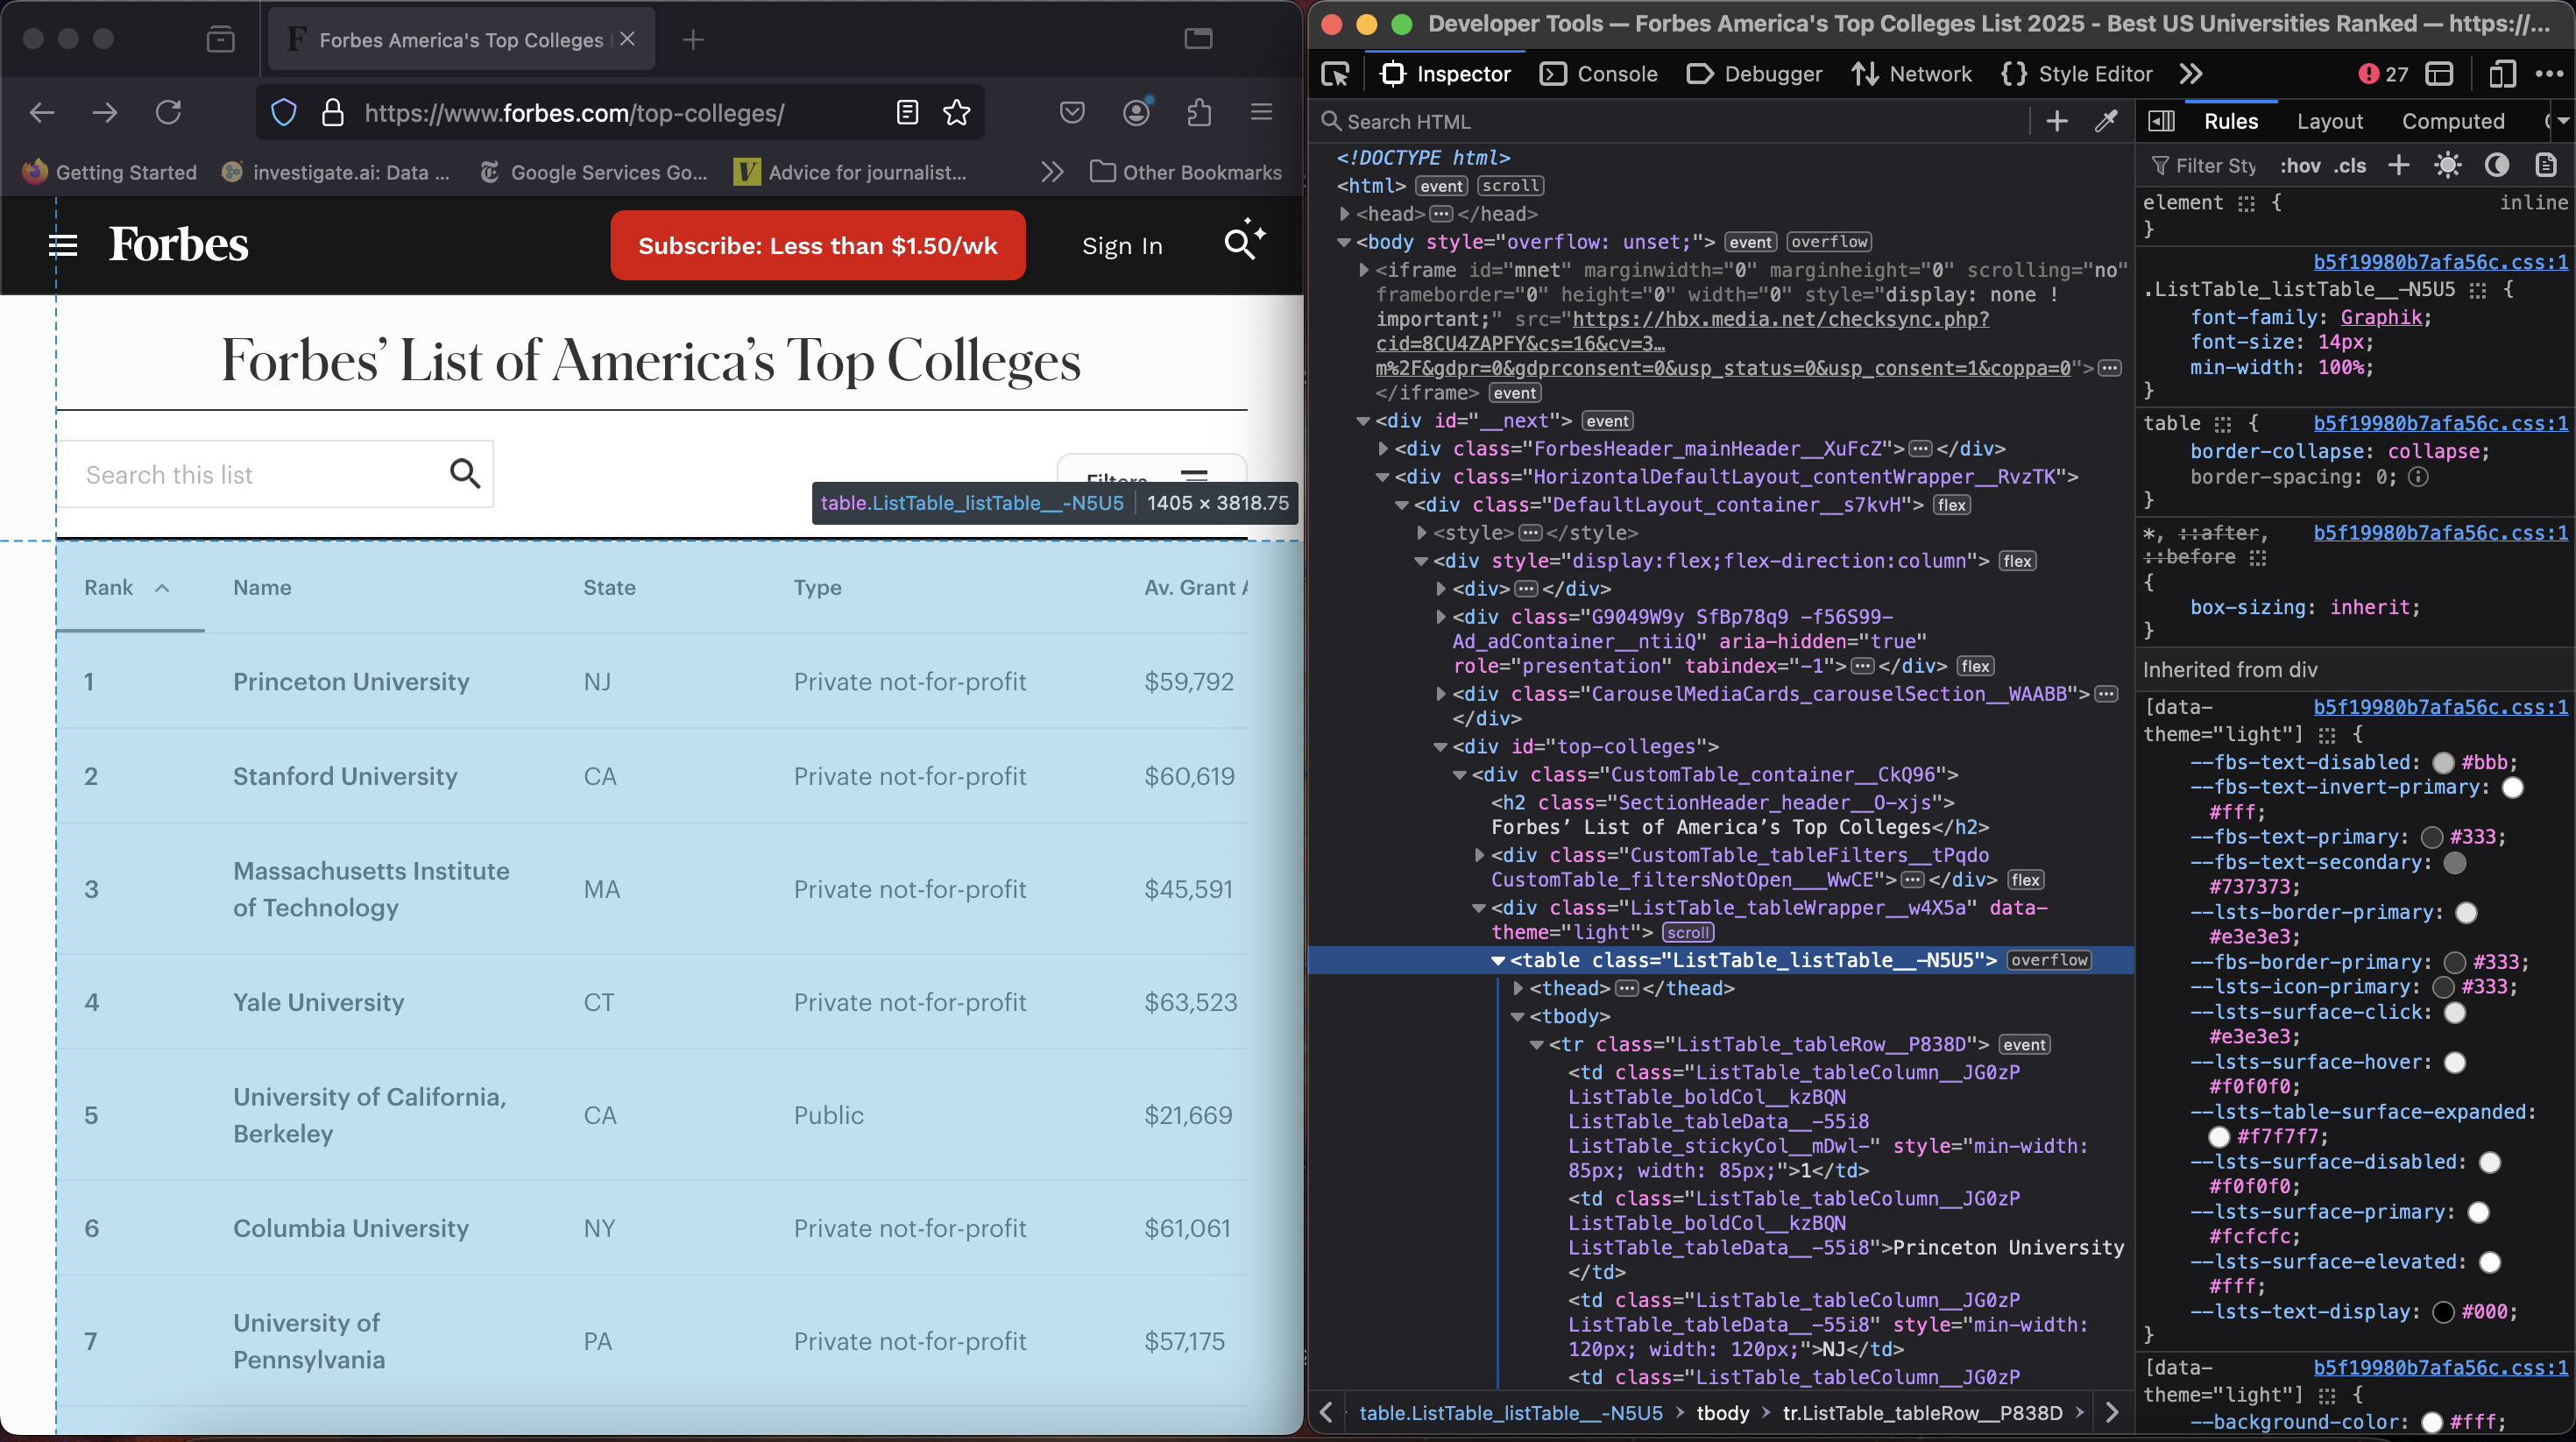 Forbes America's Top Colleges
https://www.forbes.com/top-colleges/
Getting Started
investigate.ai: Data ...
Google Services Go...
Advice for journalist...
Other Bookmarks
Forbes
Subscribe: Less than $1.50/wk
Sign In
Forbes’ List of America’s Top Colleges
Search this list
Filters
table.ListTable_listTable__-N5U5 1405 × 3818.75
Rank Name State Type Av. Grant A
1 Princeton University NJ Private not-for-profit $59,792
2 Stanford University CA Private not-for-profit $60,619
3 Massachusetts Institute of Technology MA Private not-for-profit $45,591
4 Yale University CT Private not-for-profit $63,523
5 University of California, Berkeley CA Public $21,669
6 Columbia University NY Private not-for-profit $61,061
7 University of Pennsylvania PA Private not-for-profit $57,175
Developer Tools — Forbes America's Top Colleges List 2025 - Best US Universities Ranked — https://...
Inspector Console Debugger Network Style Editor 27
Search HTML
<!DOCTYPE html>
<html> event scroll
<head> ... </head>
<body style="overflow: unset;"> event overflow
<iframe id="mnet" marginwidth="0" marginheight="0" scrolling="no"
frameborder="0" height="0" width="0" style="display: none !
important;" src="https://hbx.media.net/checksync.php?
cid=8CU4ZAPFY&cs=16&cv=3…
m%2F&gdpr=0&gdprconsent=0&usp_status=0&usp_consent=1&coppa=0"> ...
</iframe> event
<div id="__next"> event
<div class="ForbesHeader_mainHeader__XuFcZ"> ... </div>
<div class="HorizontalDefaultLayout_contentWrapper__RvzTK">
<div class="DefaultLayout_container__s7kvH"> flex
<style> ... </style>
<div style="display:flex;flex-direction:column"> flex
<div> ... </div>
<div class="G9049W9y SfBp78q9 -f56S99-
Ad_adContainer__ntiiQ" aria-hidden="true"
role="presentation" tabindex="-1"> ... </div> flex
<div class="CarouselMediaCards_carouselSection__WAABB"> ...
</div>
<div id="top-colleges">
<div class="CustomTable_container__CkQ96">
<h2 class="SectionHeader_header__O-xjs">
Forbes’ List of America’s Top Colleges</h2>
<div class="CustomTable_tableFilters__tPqdo
CustomTable_filtersNotOpen___WwCE"> ... </div> flex
<div class="ListTable_tableWrapper__w4X5a" data-
theme="light"> scroll
<table class="ListTable_listTable__-N5U5"> overflow
<thead> ... </thead>
<tbody>
<tr class="ListTable_tableRow__P838D"> event
<td class="ListTable_tableColumn__JG0zP
ListTable_boldCol__kzBQN
ListTable_tableData__-55i8
ListTable_stickyCol__mDwl-" style="min-width:
85px; width: 85px;">1</td>
<td class="ListTable_tableColumn__JG0zP
ListTable_boldCol__kzBQN
ListTable_tableData__-55i8">Princeton University
</td>
<td class="ListTable_tableColumn__JG0zP
ListTable_tableData__-55i8" style="min-width:
120px; width: 120px;">NJ</td>
<td class="ListTable_tableColumn__JG0zP
table.ListTable_listTable__-N5U5 tbody tr.ListTable_tableRow__P838D
Rules Layout Computed
Filter Sty :hov .cls
element { inline
}
b5f19980b7afa56c.css:1
.ListTable_listTable__-N5U5 {
font-family: Graphik;
font-size: 14px;
min-width: 100%;
}
table { b5f19980b7afa56c.css:1
border-collapse: collapse;
border-spacing: 0;
}
*, ::after, b5f19980b7afa56c.css:1
::before
{
box-sizing: inherit;
}
Inherited from div
[data- b5f19980b7afa56c.css:1
theme="light"] {
--fbs-text-disabled: #bbb;
--fbs-text-invert-primary:
#fff;
--fbs-text-primary: #333;
--fbs-text-secondary:
#737373;
--lsts-border-primary:
#e3e3e3;
--fbs-border-primary: #333;
--lsts-icon-primary: #333;
--lsts-surface-click:
#e3e3e3;
--lsts-surface-hover:
#f0f0f0;
--lsts-table-surface-expanded:
#f7f7f7;
--lsts-surface-disabled:
#f0f0f0;
--lsts-surface-primary:
#fcfcfc;
--lsts-surface-elevated:
#fff;
--lsts-text-display: #000;
}
[data- b5f19980b7afa56c.css:1
theme="light"] {
--background-color: #fff;